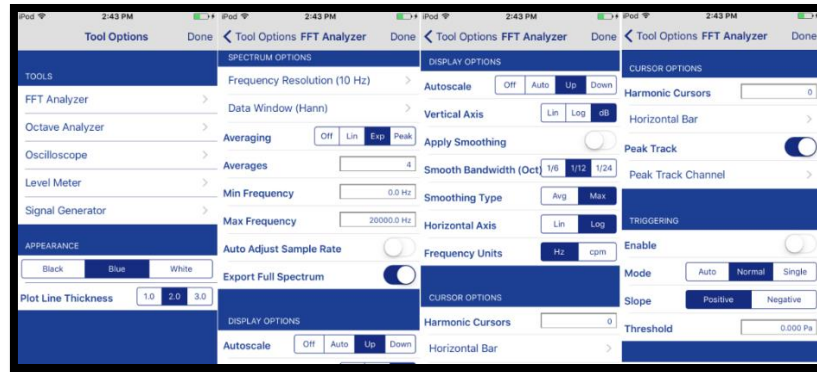 iPod 2:43 PM
Tool Options Done
TOOLS
FFT Analyzer
Octave Analyzer
Oscilloscope
Level Meter
Signal Generator
APPEARANCE
Black Blue White
Plot Line Thickness 1.0 2.0 3.0
iPod 2:43 PM
Tool Options FFT Analyzer Done
SPECTRUM OPTIONS
Frequency Resolution (10 Hz)
Data Window (Hann)
Averaging Off Lin Exp Peak
Averages 4
Min Frequency 0.0 Hz
Max Frequency 20000.0 Hz
Auto Adjust Sample Rate
Export Full Spectrum
DISPLAY OPTIONS
Autoscale Off Auto Up Down
iPod 2:43 PM
Tool Options FFT Analyzer Done
DISPLAY OPTIONS
Autoscale Off Auto Up Down
Vertical Axis Lin Log dB
Apply Smoothing
Smooth Bandwidth (Oct) 1/6 1/12 1/24
Smoothing Type Avg Max
Horizontal Axis Lin Log
Frequency Units Hz cpm
CURSOR OPTIONS
Harmonic Cursors 0
Horizontal Bar
iPod 2:43 PM
Tool Options FFT Analyzer Done
CURSOR OPTIONS
Harmonic Cursors 0
Horizontal Bar
Peak Track
Peak Track Channel
TRIGGERING
Enable
Mode Auto Normal Single
Slope Positive Negative
Threshold 0.000 Pa